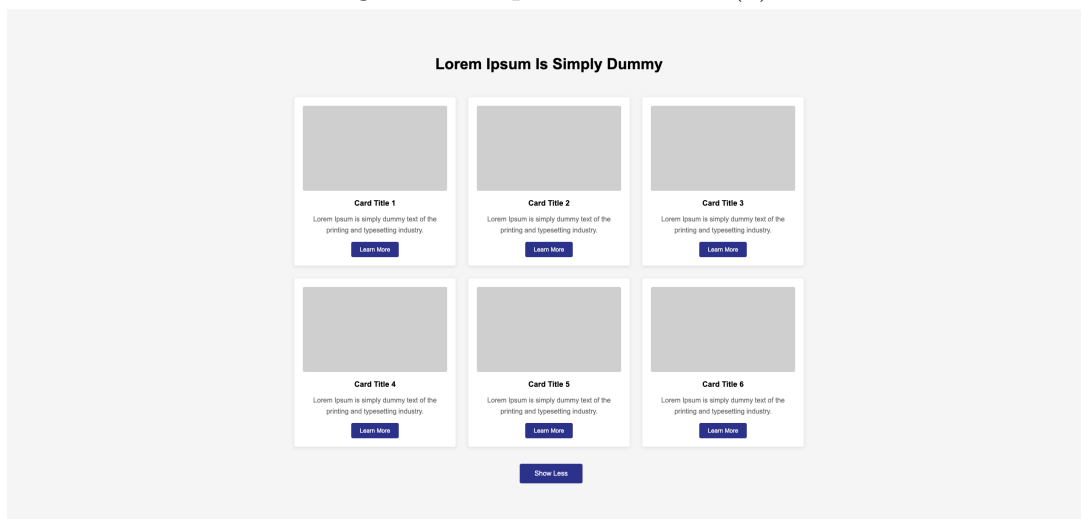 Lorem Ipsum Is Simply Dummy
Card Title 1
Lorem Ipsum is simply dummy text of the
printing and typesetting industry.
Learn More
Card Title 2
Lorem Ipsum is simply dummy text of the
printing and typesetting industry.
Learn More
Card Title 3
Lorem Ipsum is simply dummy text of the
printing and typesetting industry.
Learn More
Card Title 4
Lorem Ipsum is simply dummy text of the
printing and typesetting industry.
Learn More
Card Title 5
Lorem Ipsum is simply dummy text of the
printing and typesetting industry.
Learn More
Card Title 6
Lorem Ipsum is simply dummy text of the
printing and typesetting industry.
Learn More
Show Less